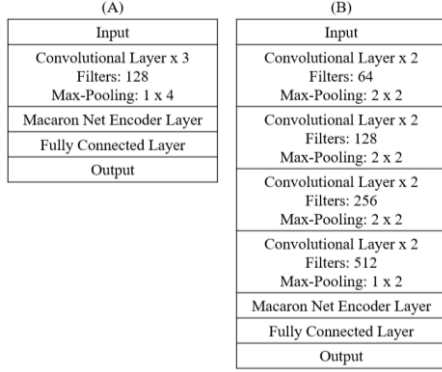 (A)
Input
Convolutional Layer x 3
Filters: 128
Max-Pooling: 1 x 4
Macaron Net Encoder Layer
Fully Connected Layer
Output
(B)
Input
Convolutional Layer x 2
Filters: 64
Max-Pooling: 2 x 2
Convolutional Layer x 2
Filters: 128
Max-Pooling: 2 x 2
Convolutional Layer x 2
Filters: 256
Max-Pooling: 2 x 2
Convolutional Layer x 2
Filters: 512
Max-Pooling: 1 x 2
Macaron Net Encoder Layer
Fully Connected Layer
Output